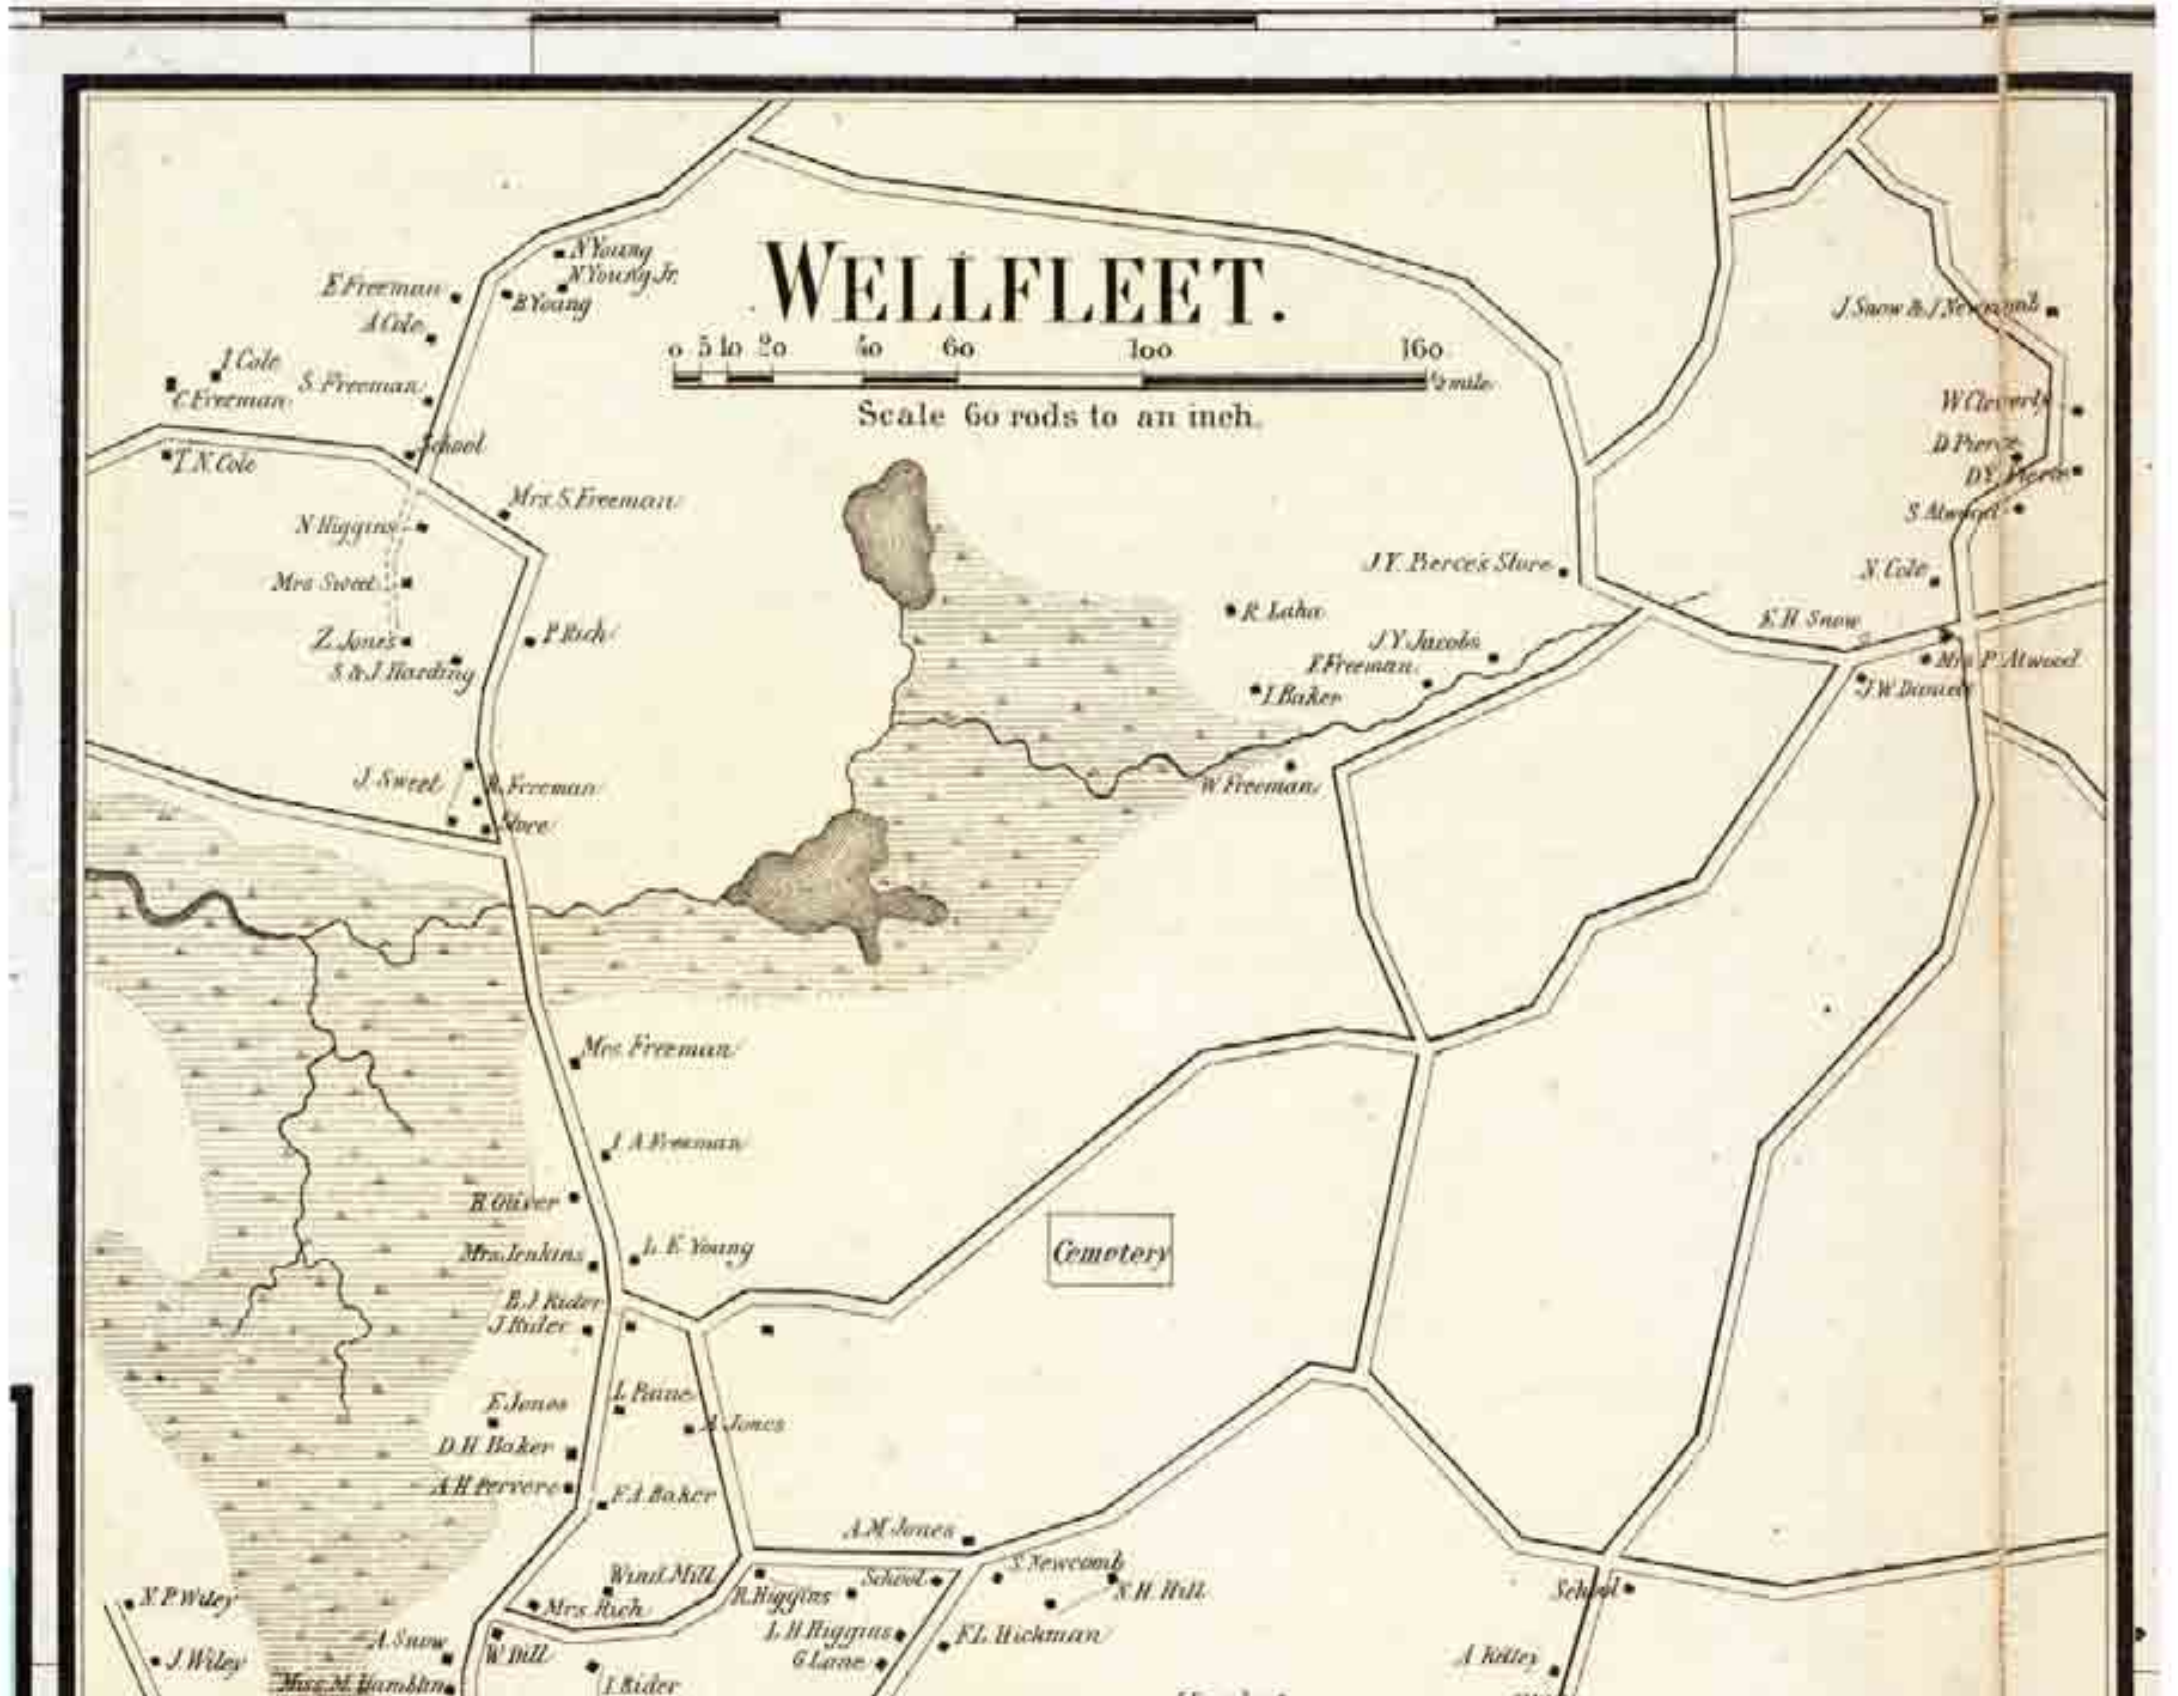 N Young
N. Young Jr.
E Freeman
B Young
WELLFLEET.
J. Snow & J Newcomb
A Cole
0 5 10 20 40 60 100 160
½ mile
I Cole
S. Freeman
C Freeman
Scale 60 rods to an inch.
W Cleverly
School
D Pierce
T. N. Cole
D Y. Pierce
Mrs. S. Freeman
S. Atwood
N Higgins
J. Y. Pierce's Store
N. Cole
Mrs Sweet
R Laha
E. H. Snow
Z. Jones
P. Rich
J Y. Jacobs
Mrs P. Atwood
S. & J. Harding
F. Freeman
I. Baker
J. W. Daniels
J. Sweet
R. Freeman
W. Freeman
Store
Mrs. Freeman
I. A Freeman
R. Oliver
L. E Young
Cemetery
Mrs. Jenkins
B. J. Rider
J. Rider
L Paine
E. Jones
A Jones
D. H. Baker
A. H Pervere
F. A. Baker
A. M Jones
S. Newcomb
Wind Mill
School
R. Higgins
N. H. Hill
School
N. P. Wiley
Mrs. Rich
L. H Higgins
F. L. Hickman
A. Snow
W. Dill
G Lane
A Kelley
J. Wiley
Miss. M. Hamblin
I. Rider